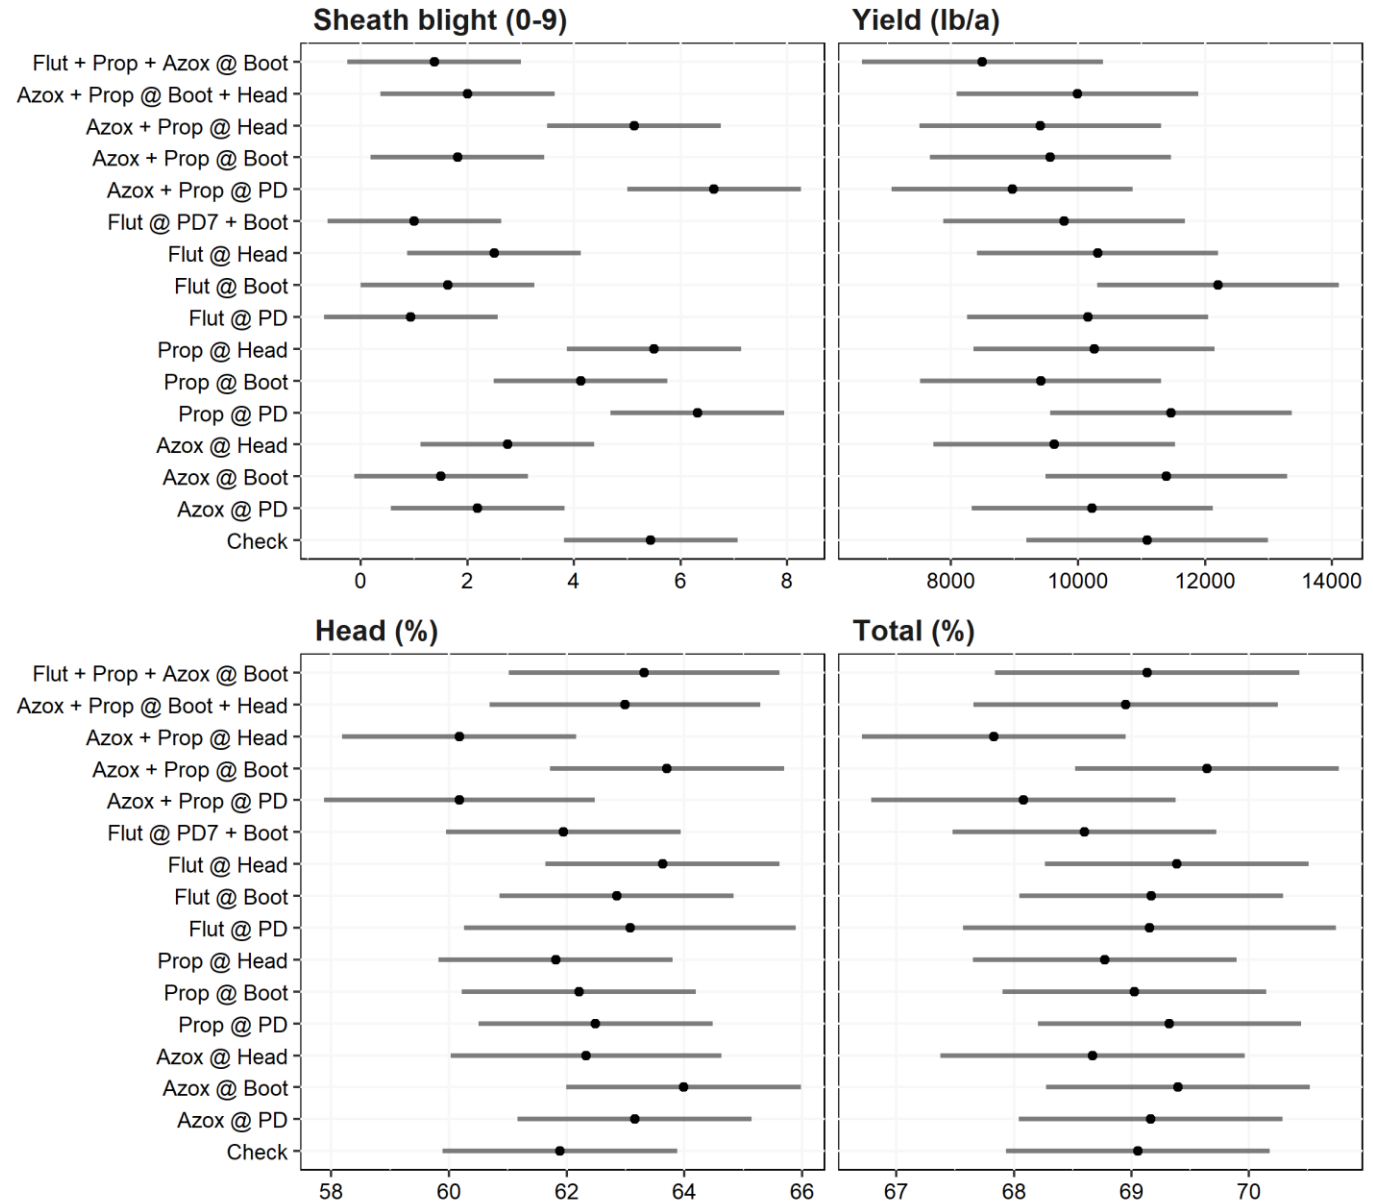 Sheath blight (0-9)
Yield (lb/a)
Flut + Prop + Azox @ Boot
Azox + Prop @ Boot + Head
Azox + Prop @ Head
Azox + Prop @ Boot
Azox + Prop @ PD
Flut @ PD7 + Boot
Flut @ Head
Flut @ Boot
Flut @ PD
Prop @ Head
Prop @ Boot
Prop @ PD
Azox @ Head
Azox @ Boot
Azox @ PD
Check
0 2 4 6 8
8000 10000 12000 14000
Head (%)
Total (%)
Flut + Prop + Azox @ Boot
Azox + Prop @ Boot + Head
Azox + Prop @ Head
Azox + Prop @ Boot
Azox + Prop @ PD
Flut @ PD7 + Boot
Flut @ Head
Flut @ Boot
Flut @ PD
Prop @ Head
Prop @ Boot
Prop @ PD
Azox @ Head
Azox @ Boot
Azox @ PD
Check
58 60 62 64 66
67 68 69 70